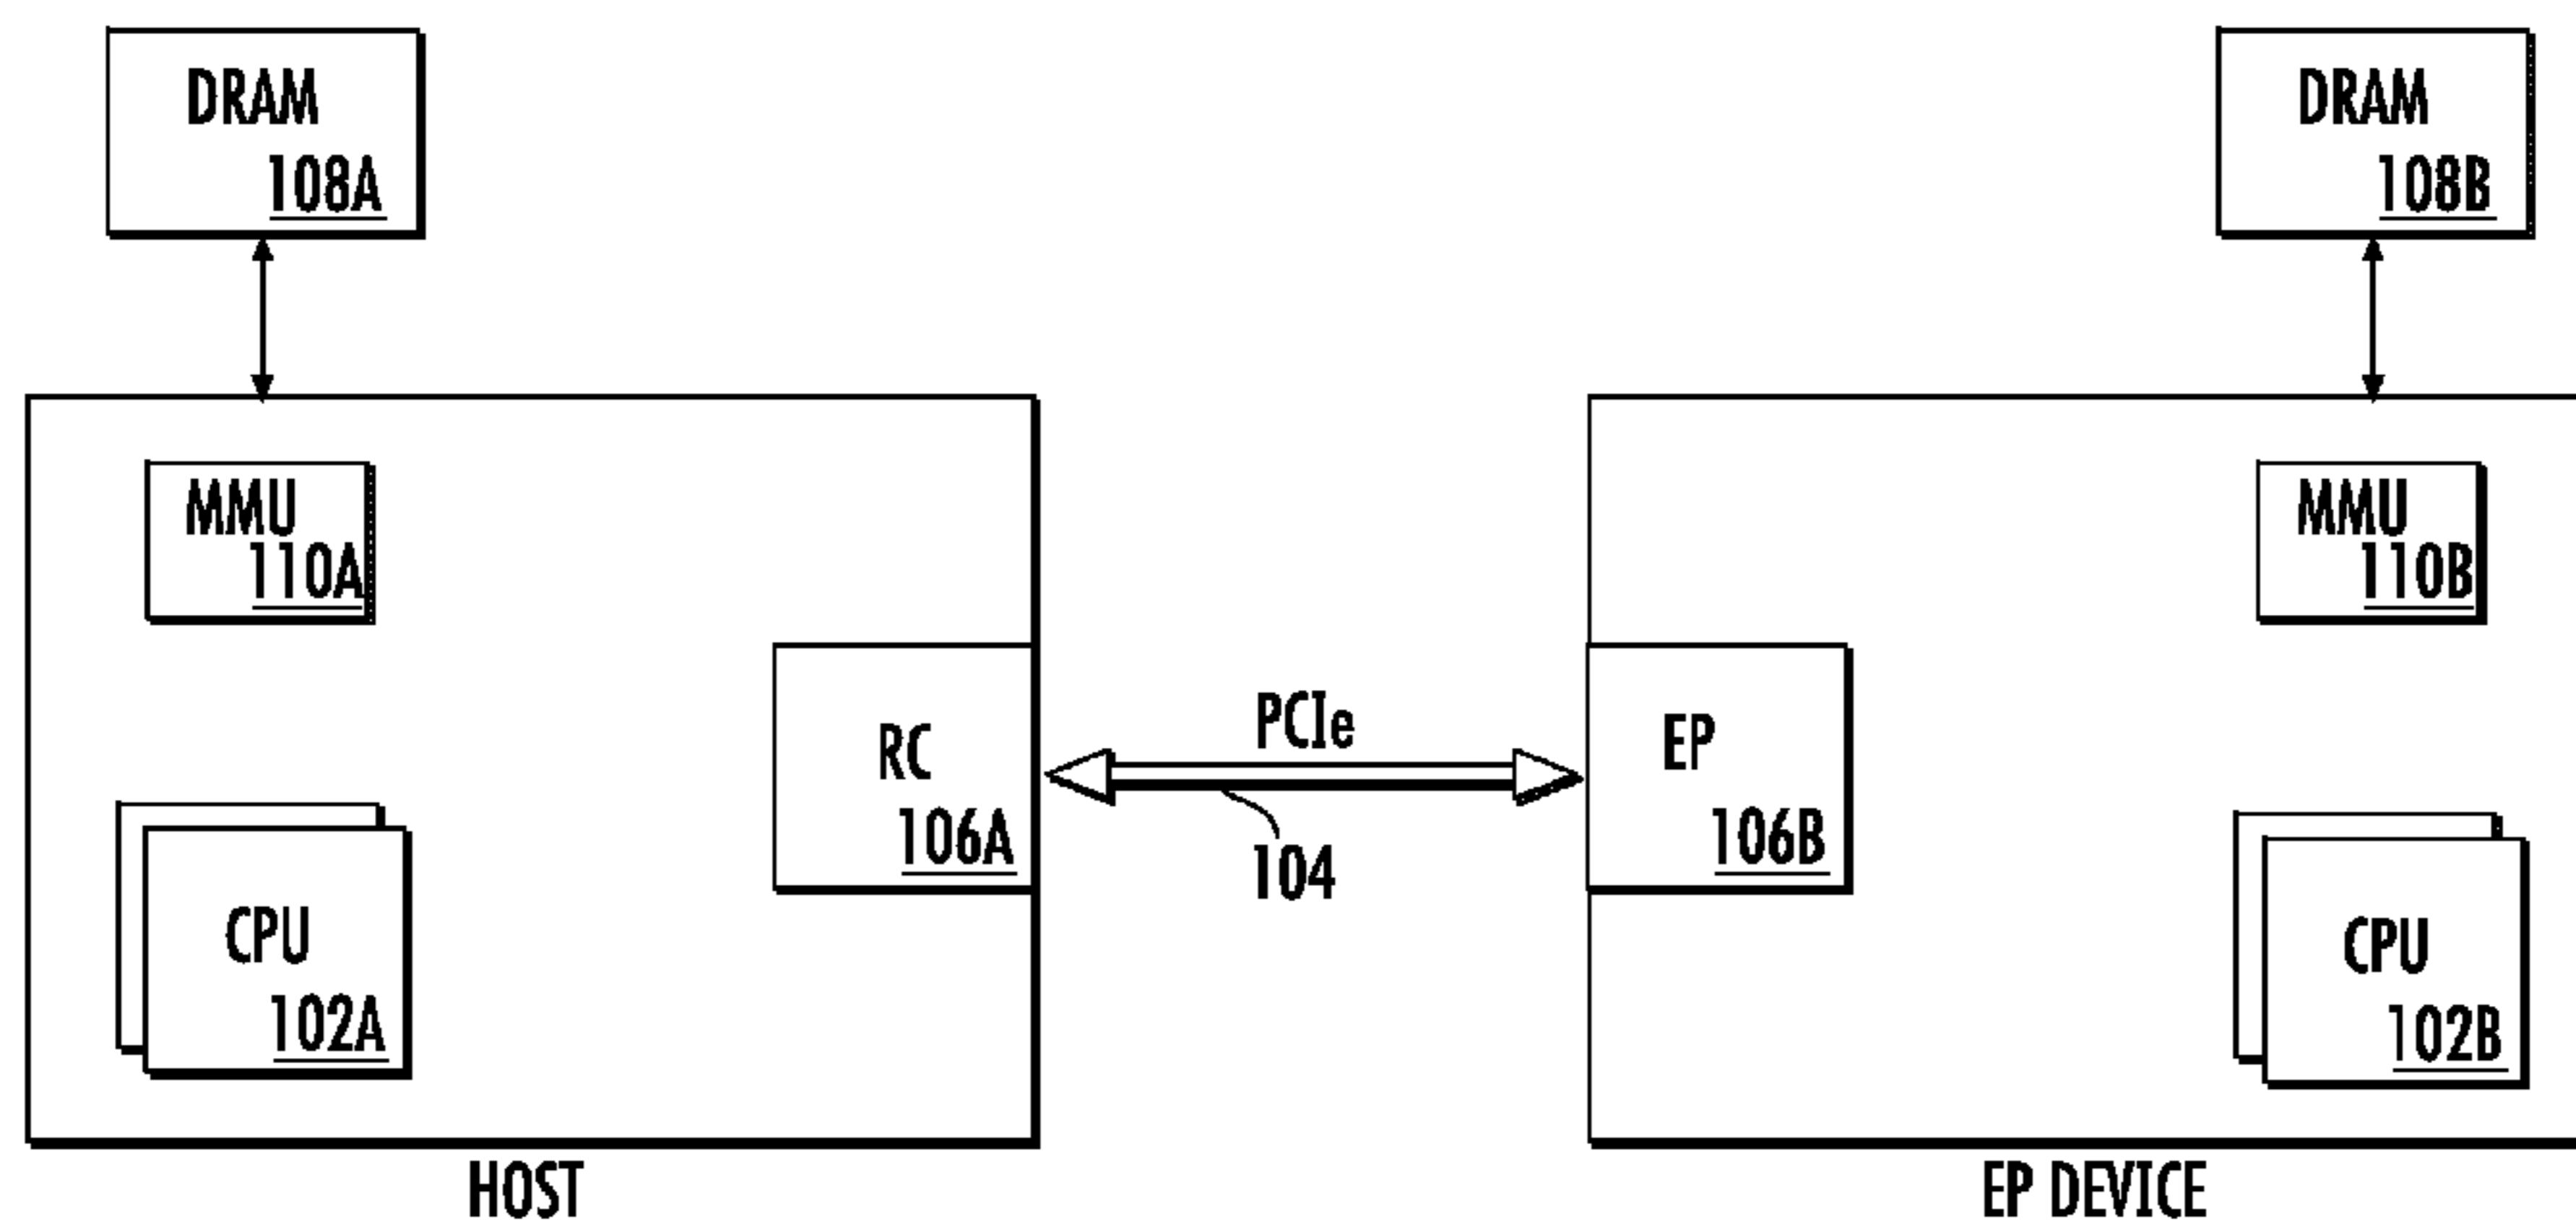 DRAM
108A
DRAM
108B
MMU
110A
MMU
110B
RC
106A
PCIe
104
EP
106B
CPU
102A
CPU
102B
HOST
EP DEVICE